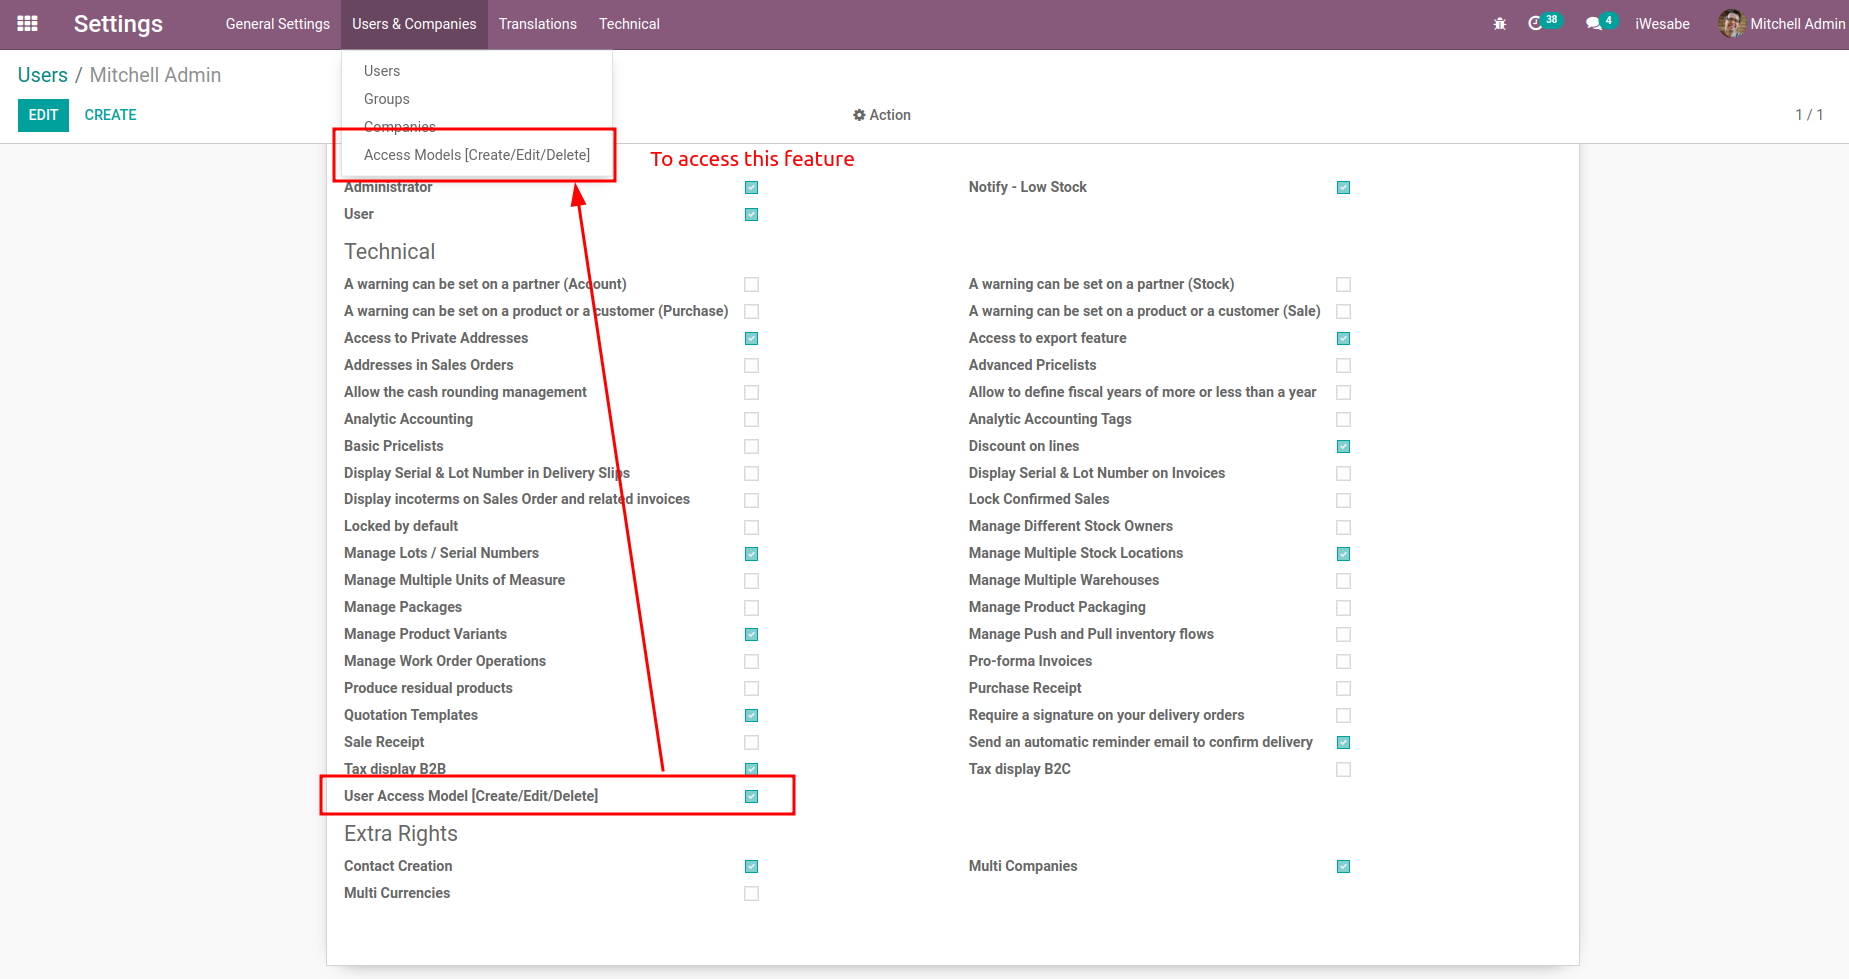 Settings General Settings Users & Companies Translations Technical 38 4 iWesabe Mitchell Admin
Users / Mitchell Admin
Users
Groups
EDIT CREATE Action 1 / 1
Companies
Access Models [Create/Edit/Delete] To access this feature
Administrator Notify - Low Stock
User
Technical
A warning can be set on a partner (Account) A warning can be set on a partner (Stock)
A warning can be set on a product or a customer (Purchase) A warning can be set on a product or a customer (Sale)
Access to Private Addresses Access to export feature
Addresses in Sales Orders Advanced Pricelists
Allow the cash rounding management Allow to define fiscal years of more or less than a year
Analytic Accounting Analytic Accounting Tags
Basic Pricelists Discount on lines
Display Serial & Lot Number in Delivery Slips Display Serial & Lot Number on Invoices
Display incoterms on Sales Order and related invoices Lock Confirmed Sales
Locked by default Manage Different Stock Owners
Manage Lots / Serial Numbers Manage Multiple Stock Locations
Manage Multiple Units of Measure Manage Multiple Warehouses
Manage Packages Manage Product Packaging
Manage Product Variants Manage Push and Pull inventory flows
Manage Work Order Operations Pro-forma Invoices
Produce residual products Purchase Receipt
Quotation Templates Require a signature on your delivery orders
Sale Receipt Send an automatic reminder email to confirm delivery
Tax display B2B Tax display B2C
User Access Model [Create/Edit/Delete]
Extra Rights
Contact Creation Multi Companies
Multi Currencies